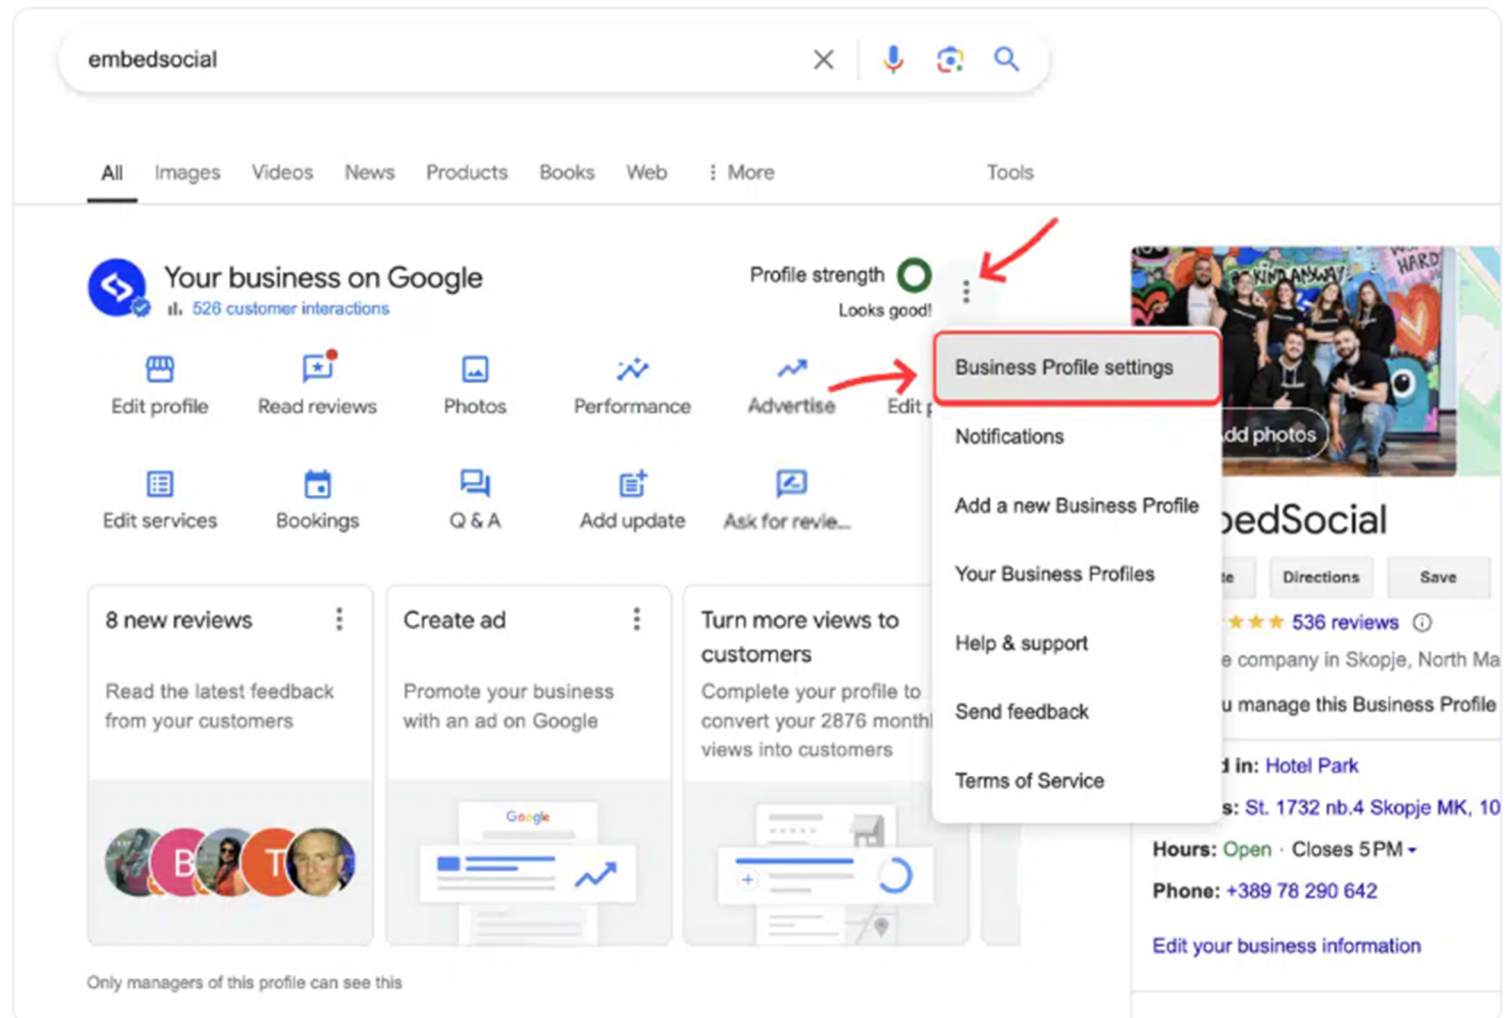 embedsocial
All Images Videos News Products Books Web More Tools
Your business on Google
526 customer interactions
Profile strength
Looks good!
Business Profile settings
Notifications
Add a new Business Profile
Your Business Profiles
Help & support
Send feedback
Terms of Service
Edit profile Read reviews Photos Performance Advertise Edit p
Edit services Bookings Q & A Add update Ask for revie...
8 new reviews
Read the latest feedback
from your customers
B T
Create ad
Promote your business
with an ad on Google
Google
Turn more views to
customers
Complete your profile to
convert your 2876 monthl
views into customers
Only managers of this profile can see this
KIND ANYWAY
HARD
dd photos
bedSocial
te Directions Save
536 reviews
e company in Skopje, North Ma
u manage this Business Profile
d in: Hotel Park
s: St. 1732 nb.4 Skopje MK, 10
Hours: Open · Closes 5 PM
Phone: +389 78 290 642
Edit your business information